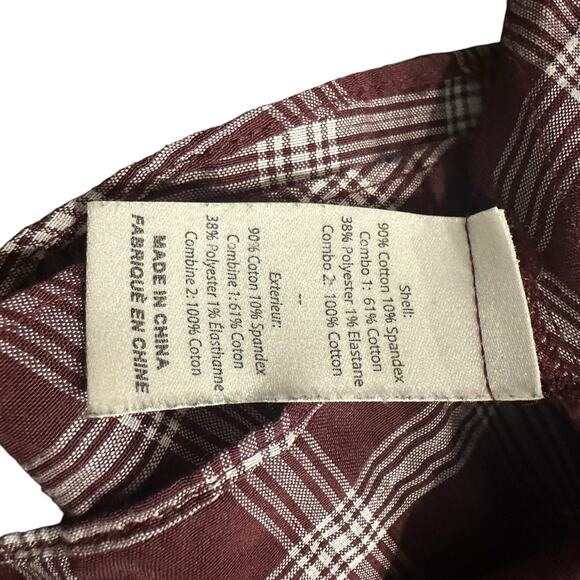 Shell:
90% Cotton 10% Spandex
Combo 1: 61% Cotton
38% Polyester 1% Elastane
Combo 2: 100% Cotton
--
Exterieur:
90% Coton 10% Spandex
Combine 1: 61% Coton
38% Polyester 1% Élasthanne
Combine 2: 100% Coton
MADE IN CHINA
FABRIQUÉ EN CHINE